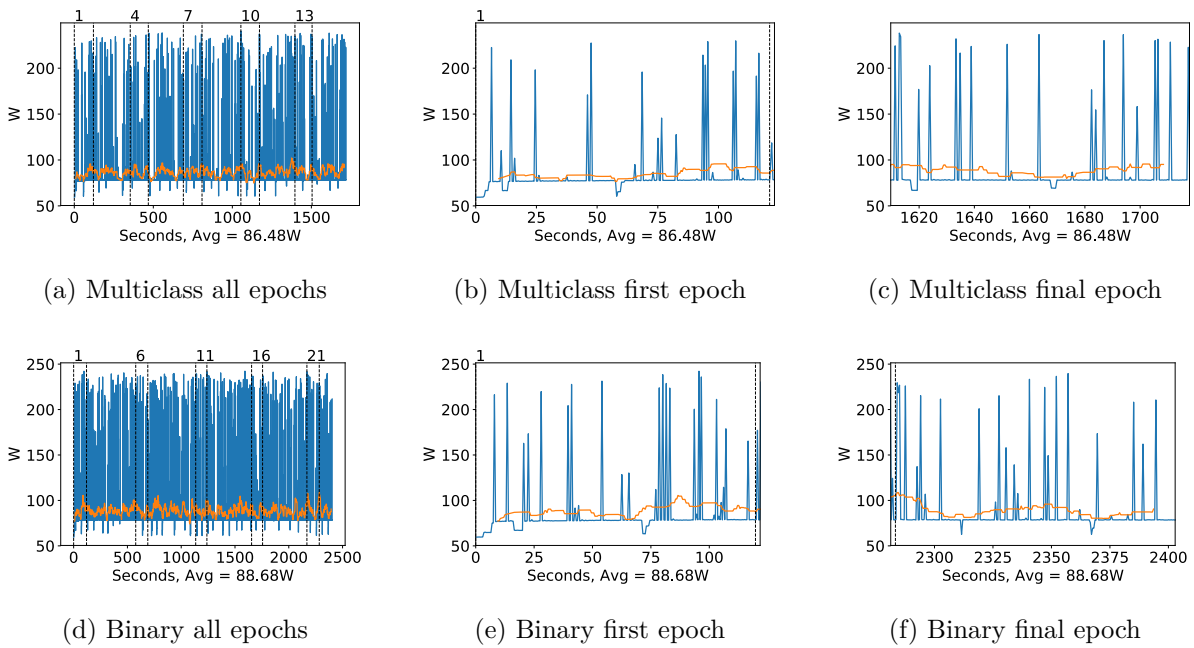 1 4 7 10 13
200
150
100
50
W
0 500 1000 1500
Seconds, Avg = 86.48W
(a) Multiclass all epochs
1
200
150
100
50
W
0 25 50 75 100
Seconds, Avg = 86.48W
(b) Multiclass first epoch
200
150
100
50
W
1620 1640 1660 1680 1700
Seconds, Avg = 86.48W
(c) Multiclass final epoch
1 6 11 16 21
250
200
150
100
50
W
0 500 1000 1500 2000 2500
Seconds, Avg = 88.68W
(d) Binary all epochs
1
250
200
150
100
50
W
0 25 50 75 100
Seconds, Avg = 88.68W
(e) Binary first epoch
250
200
150
100
50
W
2300 2325 2350 2375 2400
Seconds, Avg = 88.68W
(f) Binary final epoch